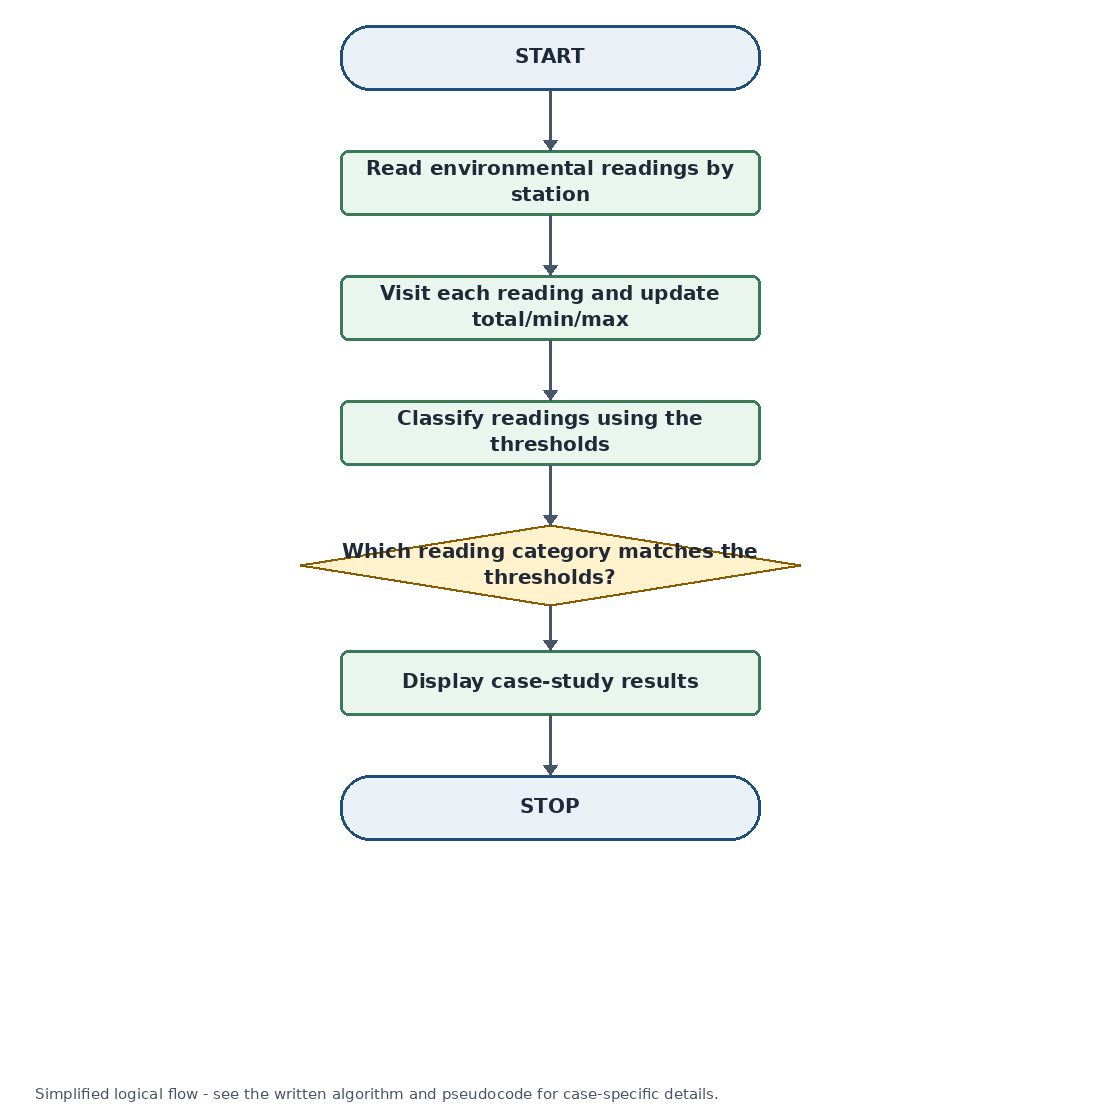 START
Read environmental readings by
station
Visit each reading and update
total/min/max
Classify readings using the
thresholds
Which reading category matches the
thresholds?
Display case-study results
STOP
Simplified logical flow - see the written algorithm and pseudocode for case-specific details.